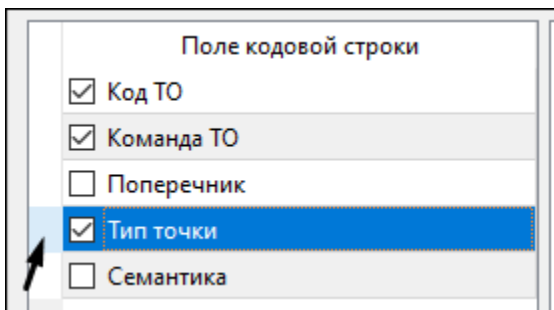 Поле кодовой строки
Код ТО
Команда ТО
Поперечник
Тип точки
Семантика